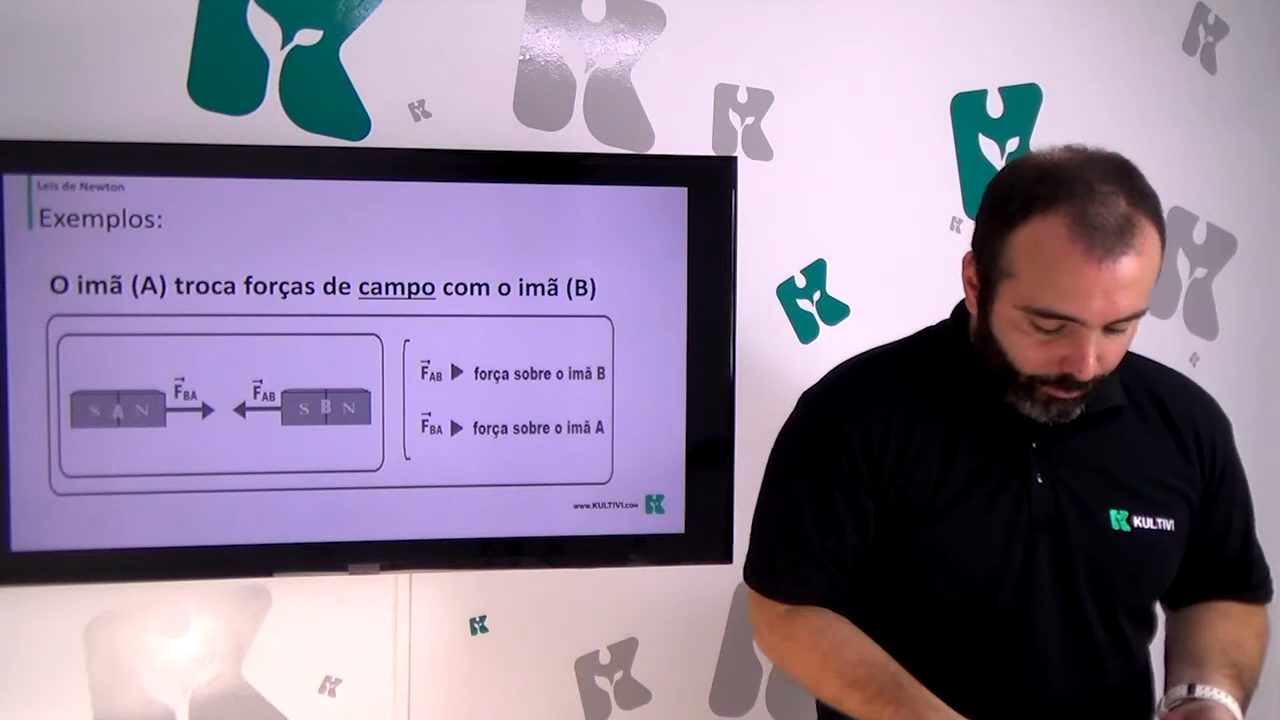 Leis de Newton
Exemplos:
O imã (A) troca forças de campo com o imã (B)
F BA
F AB
S A N
S B N
F AB força sobre o imã B
F BA força sobre o imã A
www.KULTIVI.com
KULTIVI